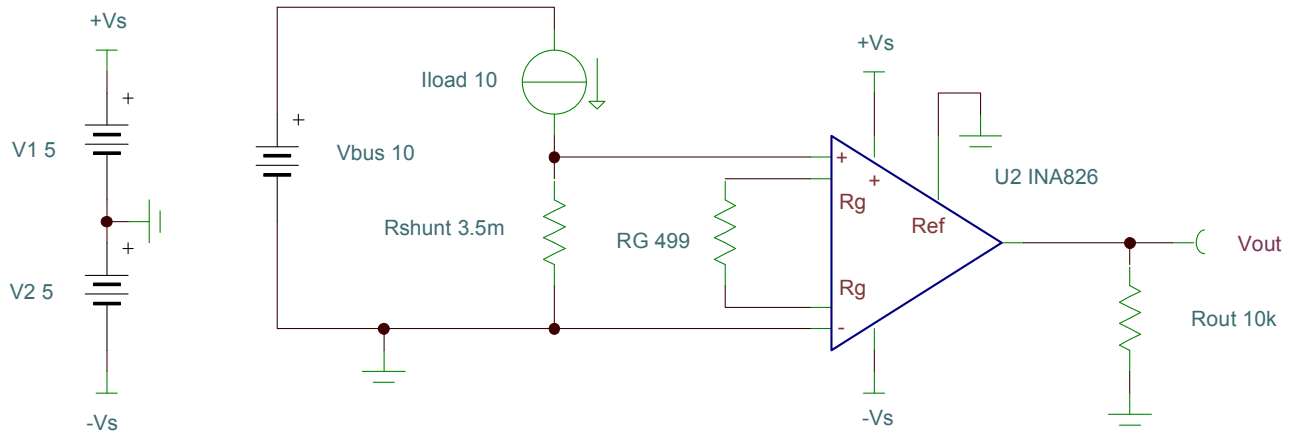 +Vs
+
V1 5
+
V2 5
-Vs
+
Vbus 10
Iload 10
Rshunt 3.5m
RG 499
+Vs
+
+
Rg
Ref
Rg
-
-Vs
U2 INA826
Vout
Rout 10k